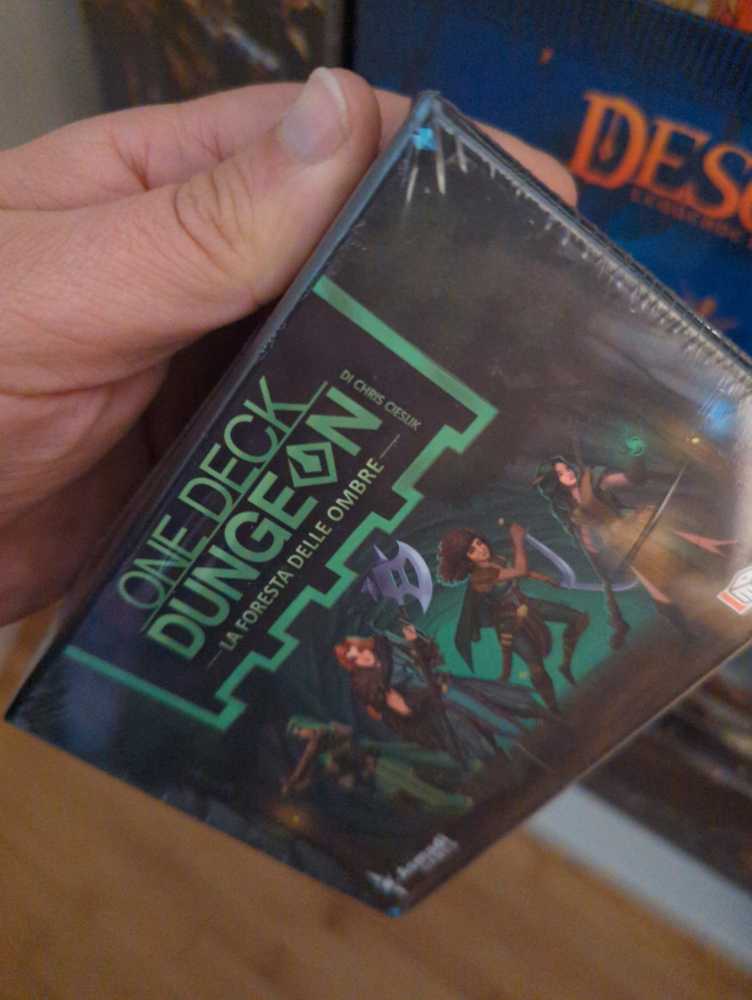 ONE DECK
DUNGEON
LA FORESTA DELLE OMBRE
DI CHRIS CIESLIK
DESC